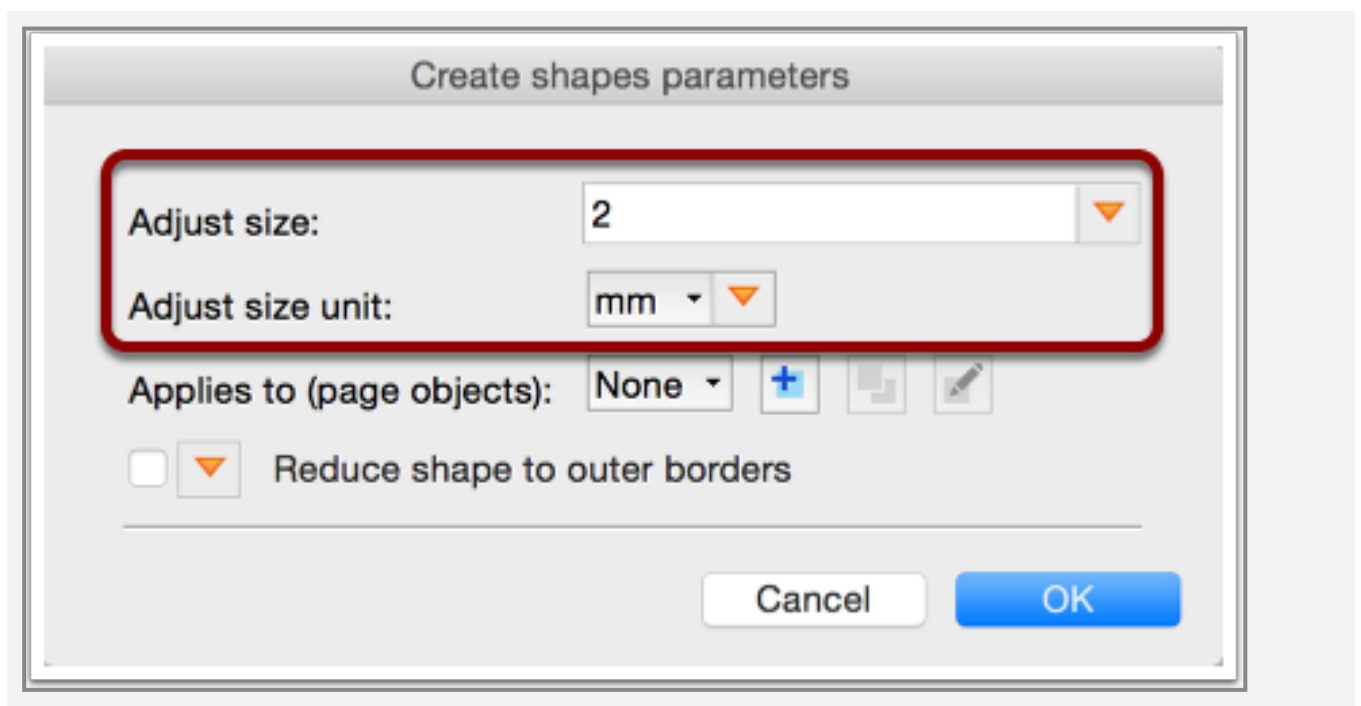 Create shapes parameters
Adjust size: 2
Adjust size unit: mm
Applies to (page objects): None
Reduce shape to outer borders
Cancel OK